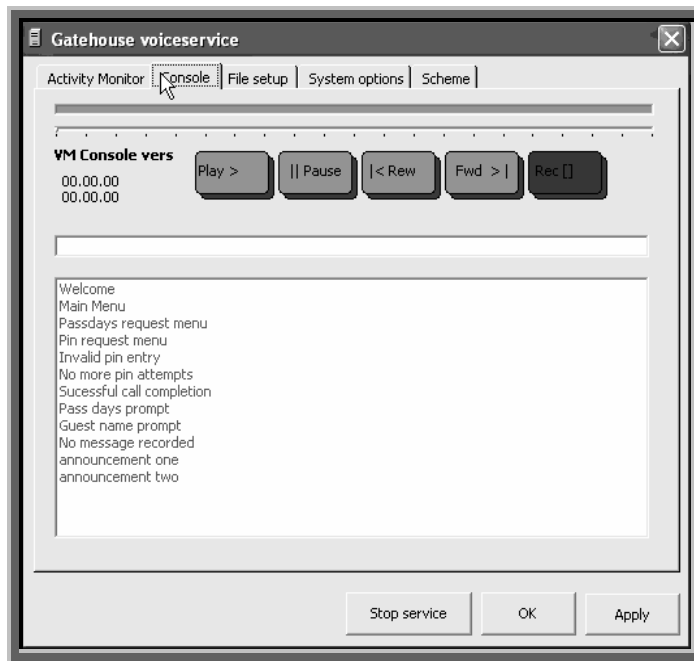 Gatehouse voiceservice
Activity Monitor Console File setup System options Scheme
VM Console vers
00.00.00
00.00.00
Play > || Pause |< Rew Fwd >| Rec []
Welcome
Main Menu
Passdays request menu
Pin request menu
Invalid pin entry
No more pin attempts
Sucessful call completion
Pass days prompt
Guest name prompt
No message recorded
announcement one
announcement two
Stop service OK Apply